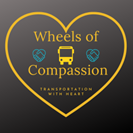 Wheels of
Compassion
TRANSPORTATION
WITH HEART